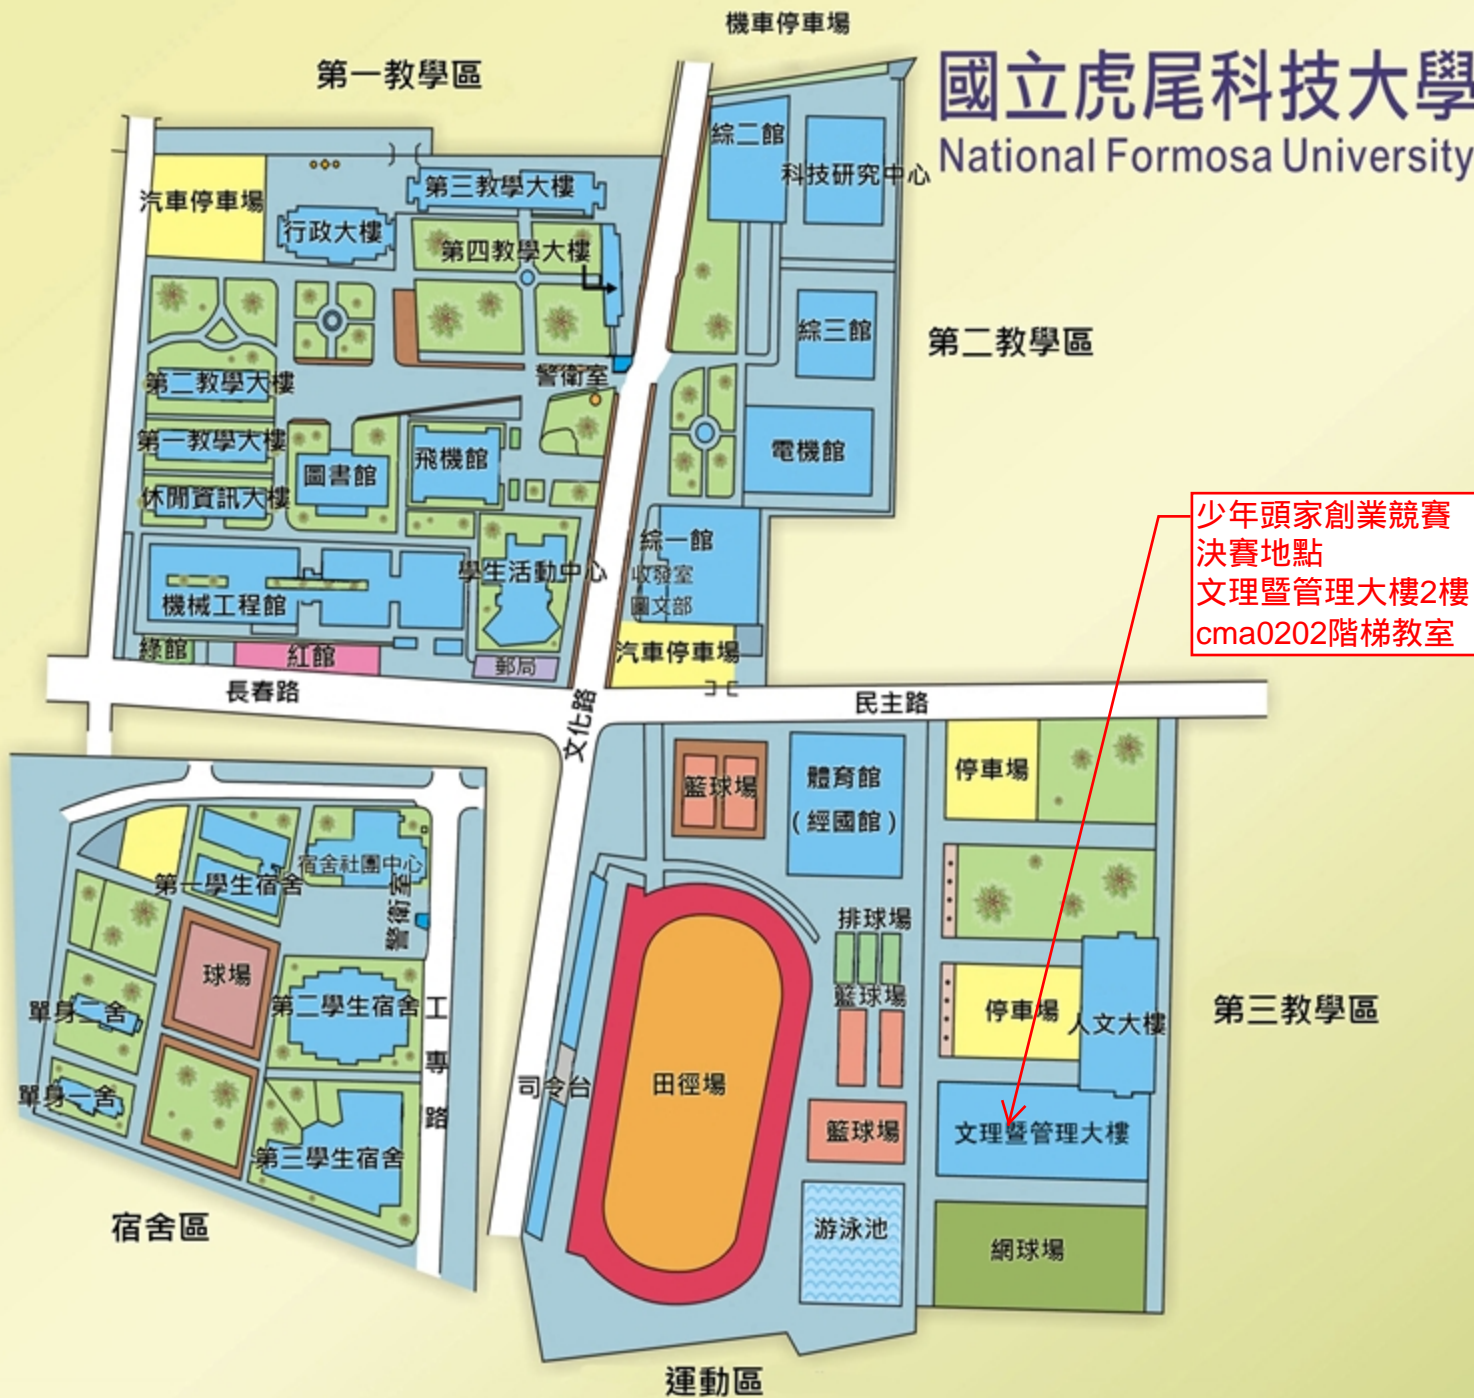 機車停車場
國立虎尾科技大學
National Formosa University
第一教學區
綜二館
科技研究中心
第三教學大樓
汽車停車場
行政大樓
第四教學大樓
綜三館
第二教學區
警衛室
第二教學大樓
第一教學大樓
圖書館
飛機館
電機館
休閒資訊大樓
少年頭家創業競賽
決賽地點
文理暨管理大樓2樓
cma0202階梯教室
綜一館
收發室
圖文部
學生活動中心
機械工程館
綠館
紅館
郵局
汽車停車場
長春路
文化路
民主路
籃球場
體育館
(經國館)
停車場
宿舍社團中心
第一學生宿舍
警衛室
排球場
球場
籃球場
第二學生宿舍
工專路
單身二舍
停車場
人文大樓
第三教學區
單身一舍
司令台
田徑場
籃球場
文理暨管理大樓
第三學生宿舍
宿舍區
游泳池
網球場
運動區